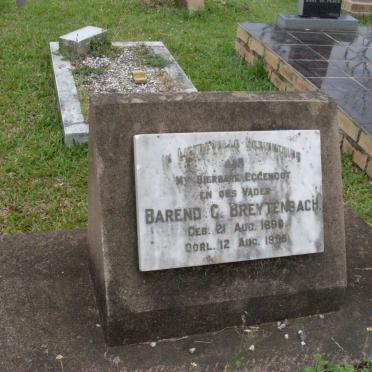 IN LIEFDEVOLLE HERINNERING
AAN
MY DIERBARE EGGENOOT
EN ONS VADER
BAREND C. BREYTENBACH
GEB. 21 AUG.
OORL. 12 AUG.